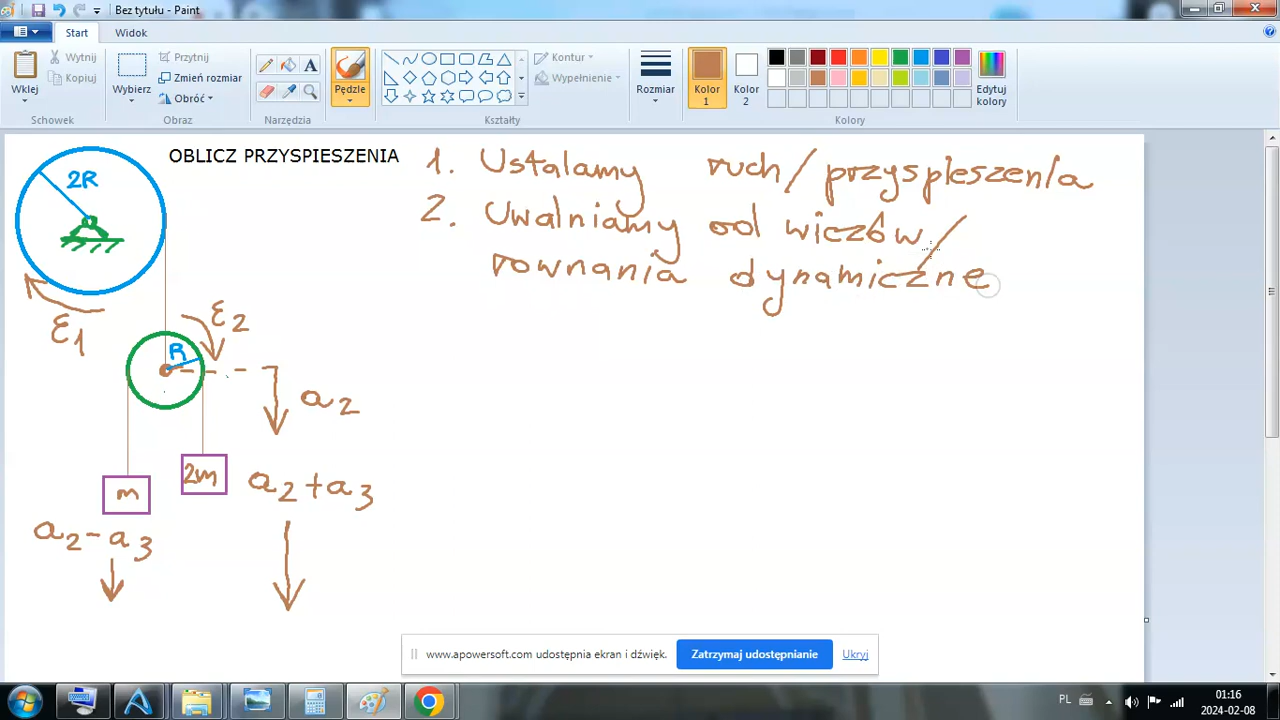 Bez tytułu - Paint
Start
Widok
Wklej
Wytnij
Kopiuj
Schowek
Wybierz
Przytnij
Zmień rozmiar
Obróć
Obraz
A
Narzędzia
Pędzle
Kontur
Wypełnienie
Kształty
Rozmiar
Kolor
1
Kolor
2
Edytuj
kolory
Kolory
OBLICZ PRZYSPIESZENIA
1. Ustalamy ruch/przyspieszenia
2. Uwalniamy od wiezów/
rownania dynamiczne
2R
ε1
ε2
R
a2
2m
a2+a3
m
a2-a3
www.apowersoft.com udostępnia ekran i dźwięk.
Zatrzymaj udostępnianie
Ukryj
PL
01:16
2024-02-08